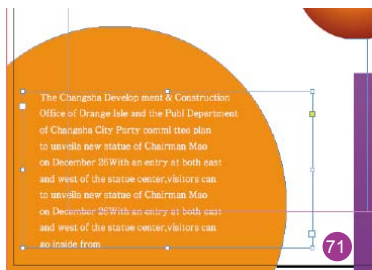 The Changsha Develop ment & Construction
Office of Orange Isle and the Publ Department
of Changsha City Party commi tteo plan
to unveils new statue of Chairman Mao
on December 26With an entry at both east
and west of the statue center,visitors can
to unveils new statue of Chairman Mao
on December 26With an entry at both east
and west of the statue center,visitors can
go inside from
71